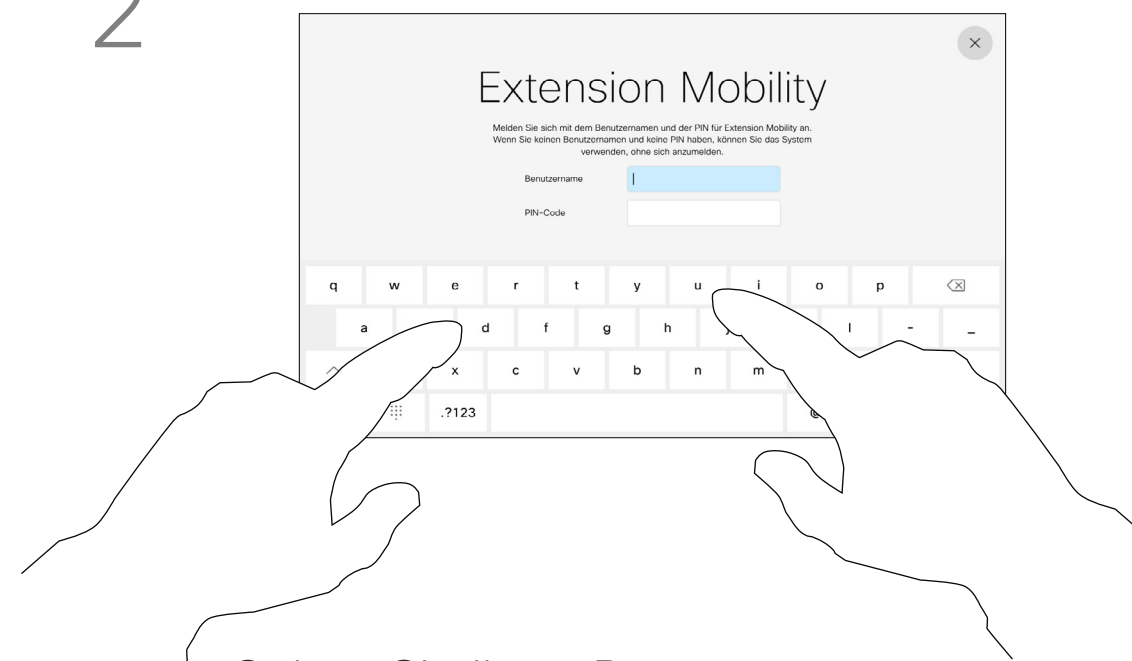 2
Extension Mobility
Melden Sie sich mit dem Benutzernamen und der PIN für Extension Mobility an.
Wenn Sie keinen Benutzernamen und keine PIN haben, können Sie das System
verwenden, ohne sich anzumelden.
Benutzername
PIN-Code
q w e r t y u i o p
a d f g h l - _
x c v b n m
.?123